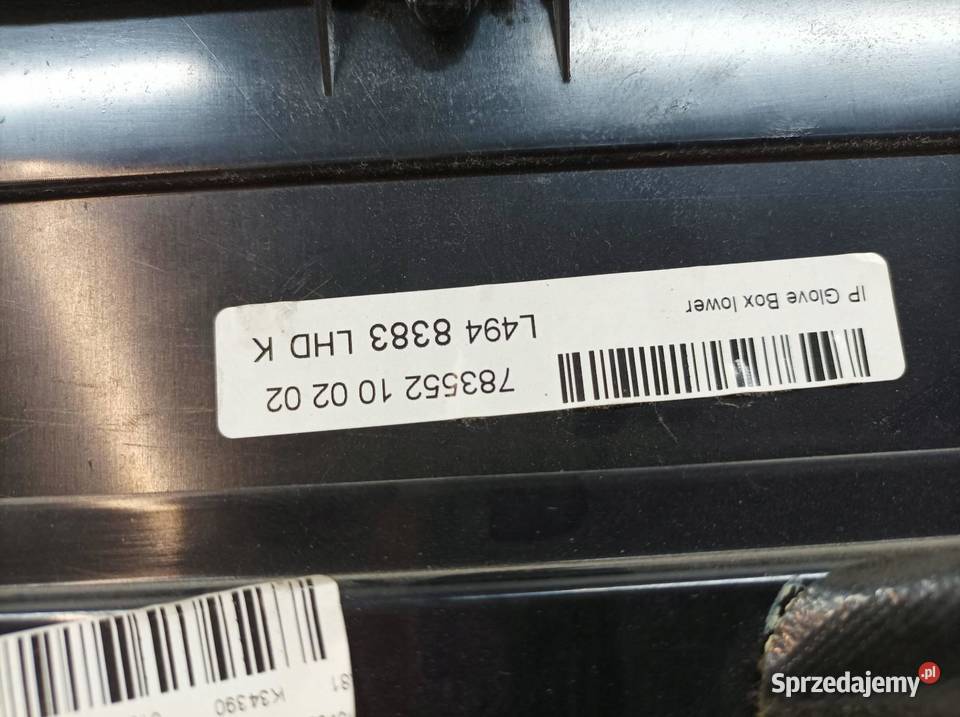 783552 10 02 02
L494 8383 LHD K
IP Glove Box lower
K34390
Sprzedajemy.pl